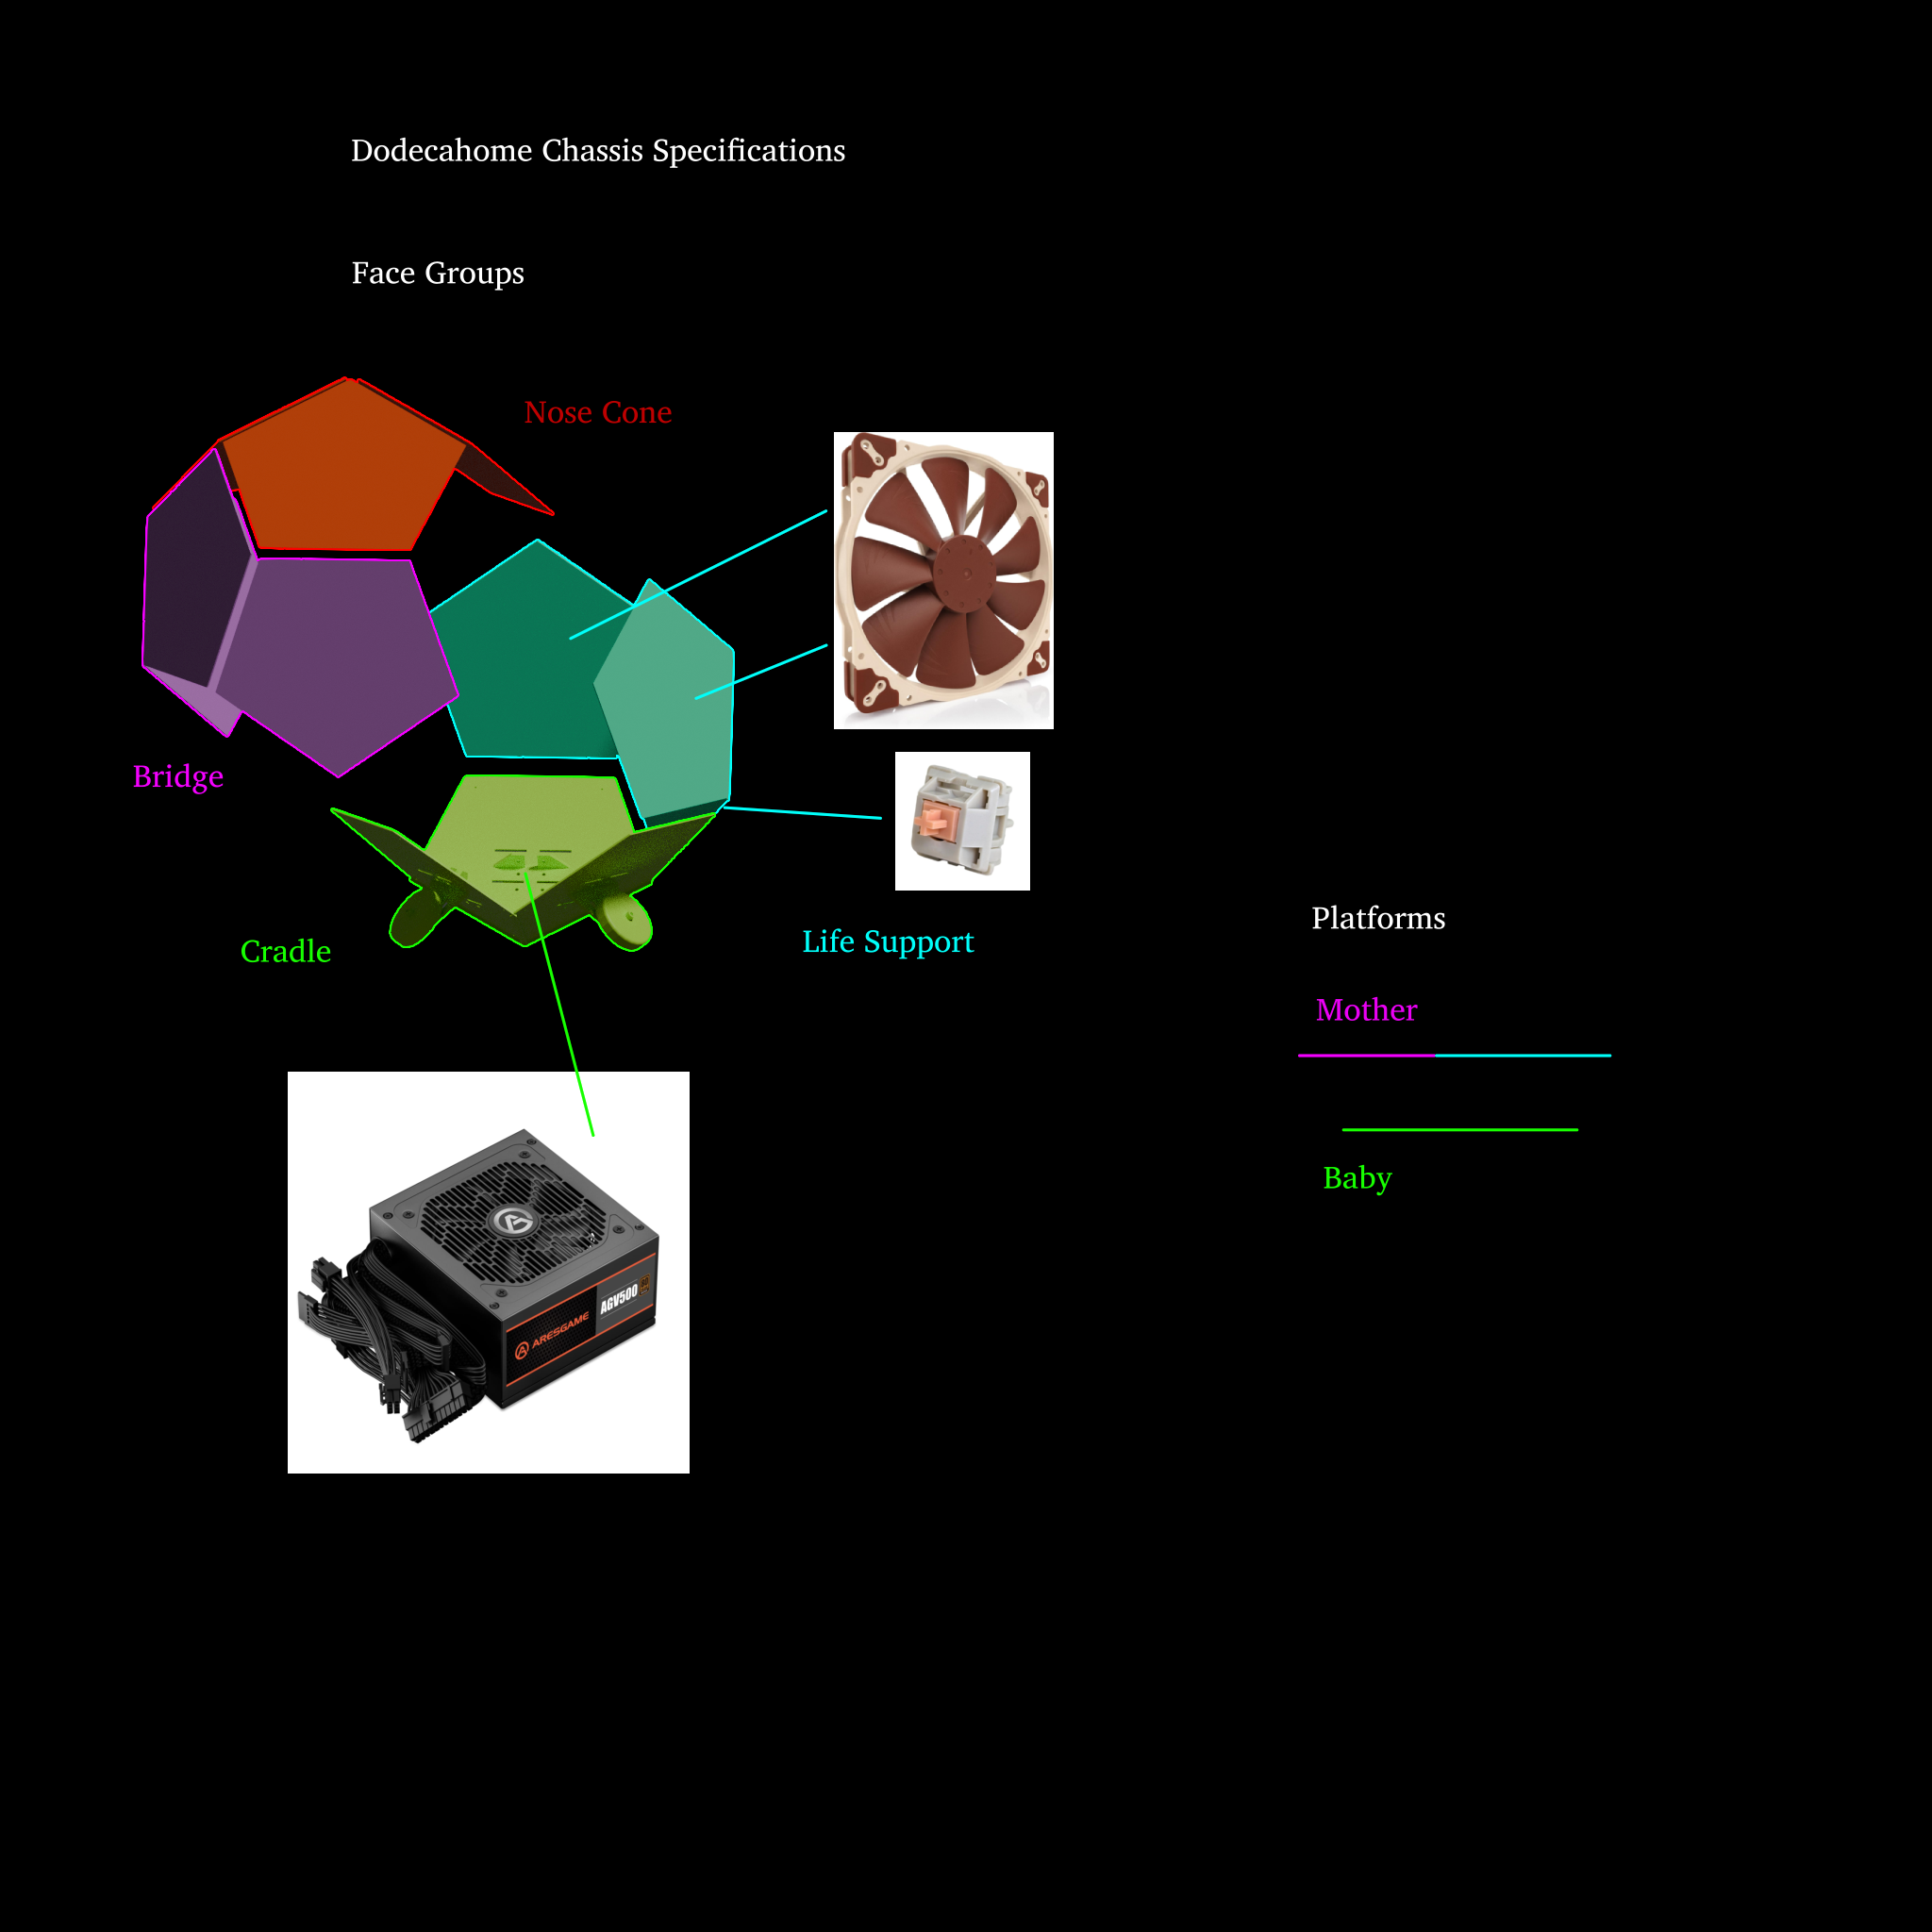 Dodecahome Chassis Specifications
Face Groups
Nose Cone
Bridge
Cradle
Life Support
Platforms
Mother
Baby
AGV500
ARESGAME